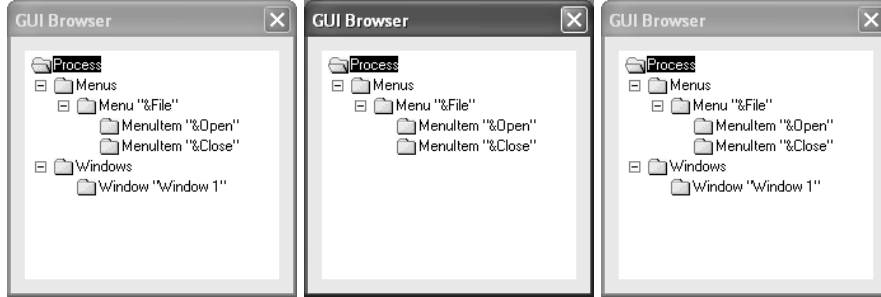 GUI Browser
Process
Menus
Menu "&File"
MenuItem "&Open"
MenuItem "&Close"
Windows
Window "Window 1"
GUI Browser
Process
Menus
Menu "&File"
MenuItem "&Open"
MenuItem "&Close"
GUI Browser
Process
Menus
Menu "&File"
MenuItem "&Open"
MenuItem "&Close"
Windows
Window "Window 1"